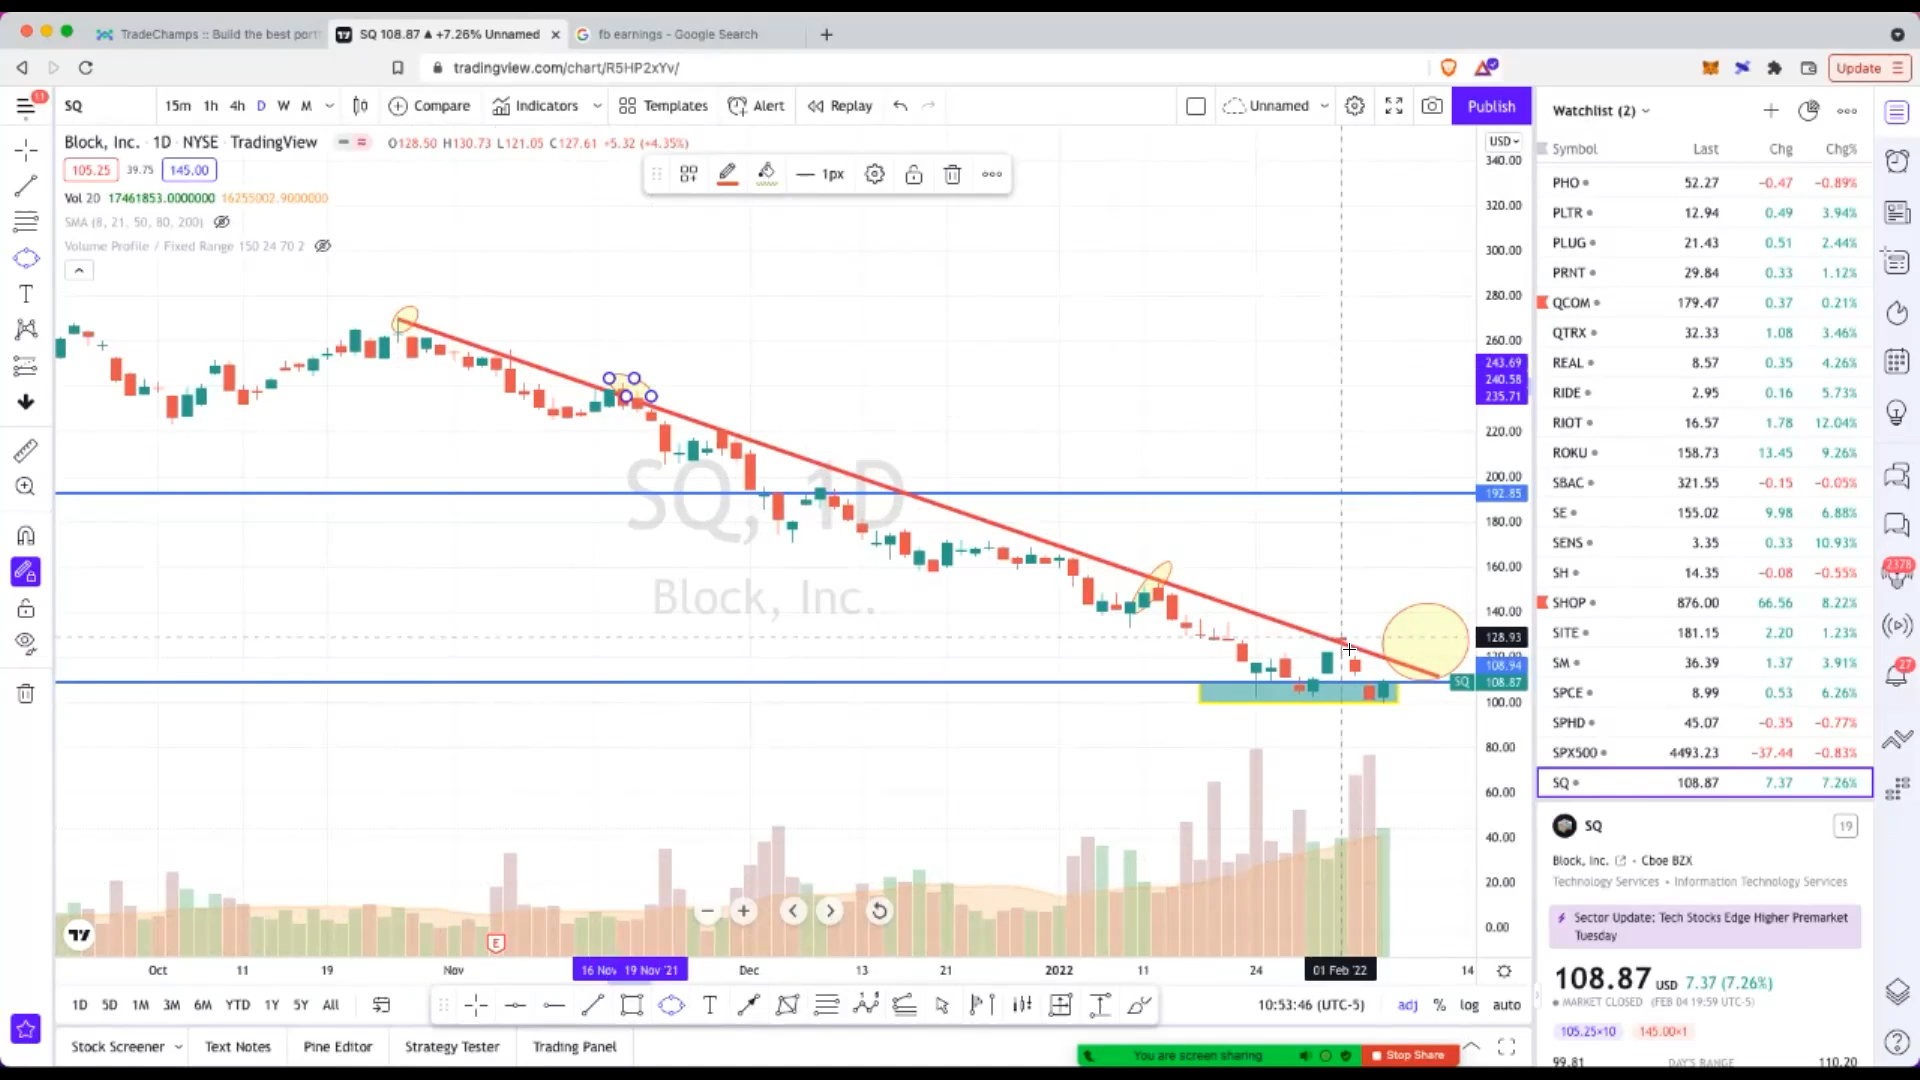 TradeChamps :: Build the best port
SQ 108.87 ▲ +7.26% Unnamed
fb earnings - Google Search
tradingview.com/chart/R5HP2xYv/
Update
11
SQ
15m 1h 4h D W M
Compare
Indicators
Templates
Alert
Replay
Unnamed
Publish
Block, Inc. · 1D · NYSE · TradingView
O128.50 H130.73 L121.05 C127.61 +5.32 (+4.35%)
105.25 39.75 145.00
Vol 20 17461853.0000000 16255002.9000000
SMA (8, 21, 50, 80, 200)
Volume Profile / Fixed Range 150 24 70 2
1px
SQ, 1D
Block, Inc.
USD
340.00
320.00
300.00
280.00
260.00
243.69
240.58
235.71
220.00
200.00
192.85
180.00
160.00
140.00
128.93
108.94
SQ 108.87
100.00
80.00
60.00
40.00
20.00
0.00
E
Oct 11 19 Nov 16 Nov 19 Nov '21 Dec 13 21 2022 11 24 01 Feb '22 14
1D 5D 1M 3M 6M YTD 1Y 5Y All
10:53:46 (UTC-5)
adj % log auto
Stock Screener
Text Notes
Pine Editor
Strategy Tester
Trading Panel
You are screen sharing
Stop Share
Watchlist (2)
Symbol Last Chg Chg%
PHO 52.27 −0.47 −0.89%
PLTR 12.94 0.49 3.94%
PLUG 21.43 0.51 2.44%
PRNT 29.84 0.33 1.12%
QCOM 179.47 0.37 0.21%
QTRX 32.33 1.08 3.46%
REAL 8.57 0.35 4.26%
RIDE 2.95 0.16 5.73%
RIOT 16.57 1.78 12.04%
ROKU 158.73 13.45 9.26%
SBAC 321.55 −0.15 −0.05%
SE 155.02 9.98 6.88%
SENS 3.35 0.33 10.93%
SH 14.35 −0.08 −0.55%
SHOP 876.00 66.56 8.22%
SITE 181.15 2.20 1.23%
SM 36.39 1.37 3.91%
SPCE 8.99 0.53 6.26%
SPHD 45.07 −0.35 −0.77%
SPX500 4493.23 −37.44 −0.83%
SQ 108.87 7.37 7.26%
SQ
19
Block, Inc. · Cboe BZX
Technology Services • Information Technology Services
Sector Update: Tech Stocks Edge Higher Premarket
Tuesday
108.87 USD 7.37 (7.26%)
MARKET CLOSED (FEB 04 19:59 UTC-5)
105.25×10 145.00×1
99.81 DAY'S RANGE 110.20
2378
27